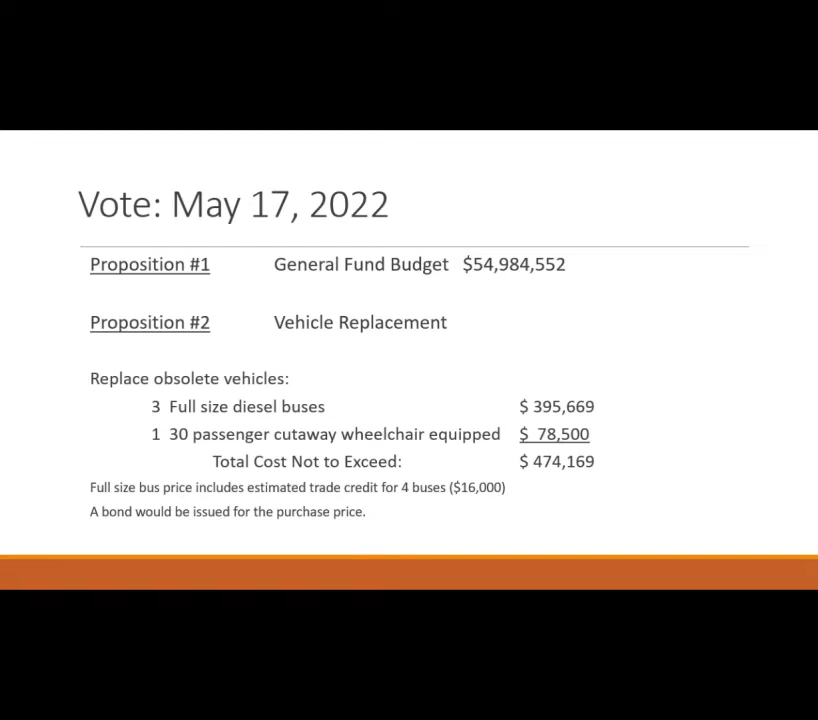 Vote: May 17, 2022
Proposition #1 General Fund Budget $54,984,552
Proposition #2 Vehicle Replacement
Replace obsolete vehicles:
3 Full size diesel buses $ 395,669
1 30 passenger cutaway wheelchair equipped $ 78,500
Total Cost Not to Exceed: $ 474,169
Full size bus price includes estimated trade credit for 4 buses ($16,000)
A bond would be issued for the purchase price.